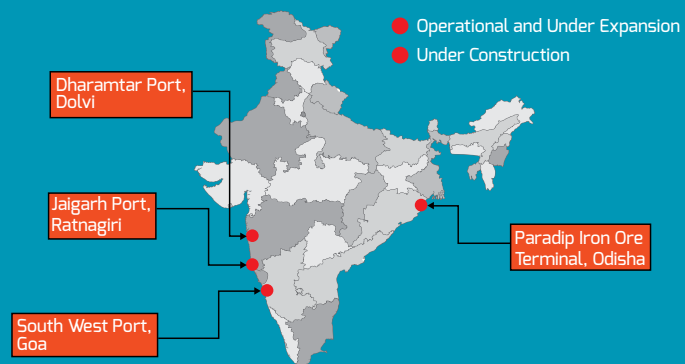 Operational and Under Expansion
Under Construction
Dharamtar Port,
Dolvi
Jaigarh Port,
Ratnagiri
Paradip Iron Ore
Terminal, Odisha
South West Port,
Goa